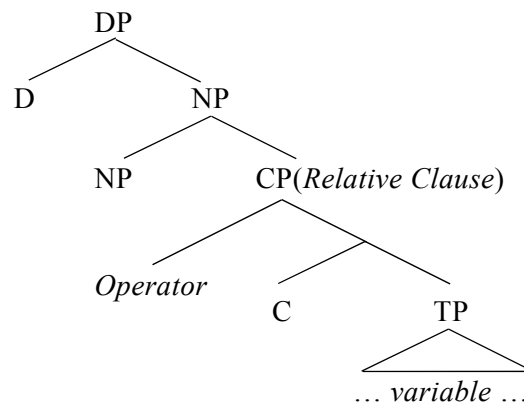 DP
D NP
NP CP(Relative Clause)
Operator C TP
… variable …